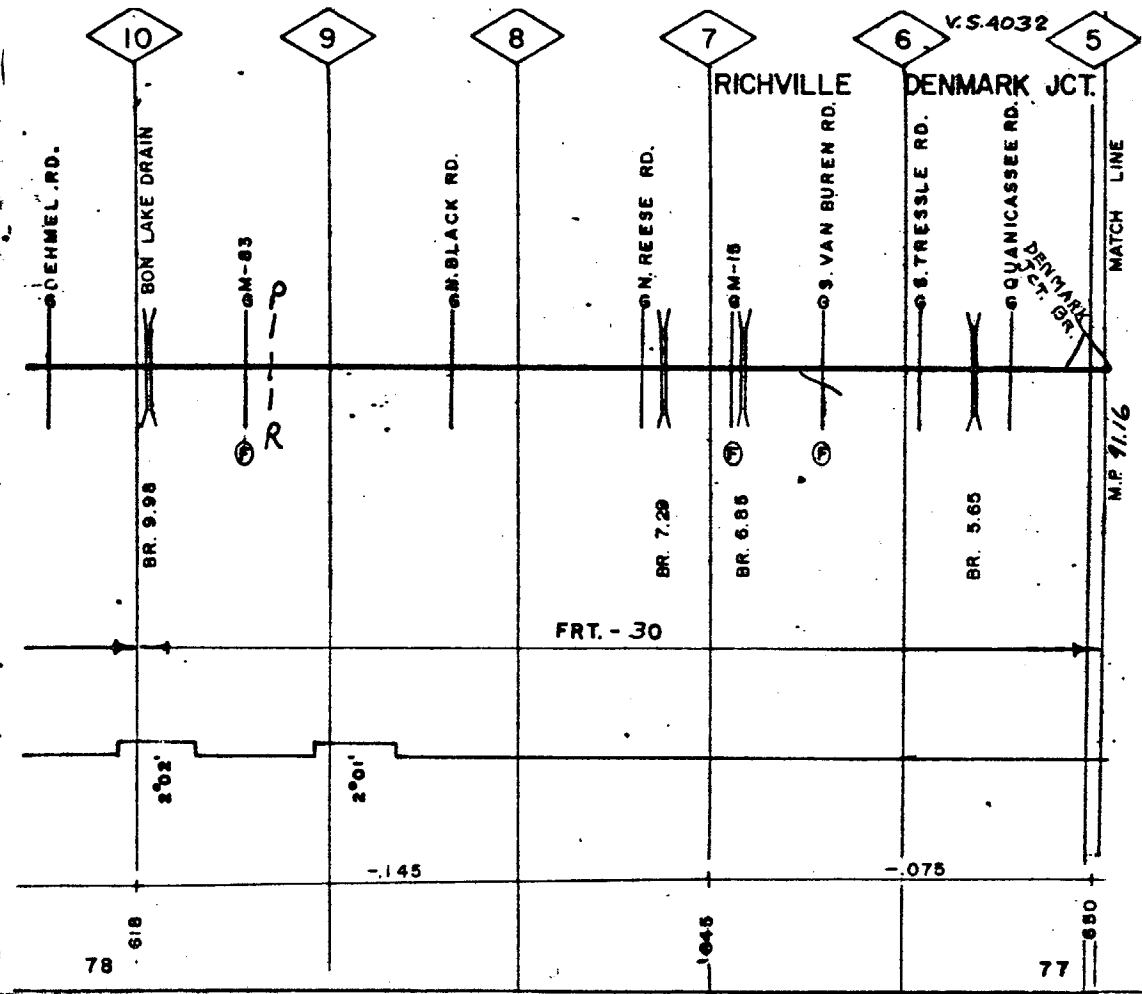 10
9
8
7
6
V.S. 4032
5
RICHVILLE
DENMARK JCT.
DEHMEL RD.
BON LAKE DRAIN
M-83
N. BLACK RD.
N. REESE RD.
M-15
S. VAN BUREN RD.
S. TRESSLE RD.
QUANICASSEE RD.
DENMARK
JCT. BR.
MATCH LINE
P
R
M.P. 91.16
BR. 9.98
BR. 7.29
BR. 6.85
BR. 5.65
FRT. - 30
2°02'
2°01'
-.145
-.075
618
645
650
78
77